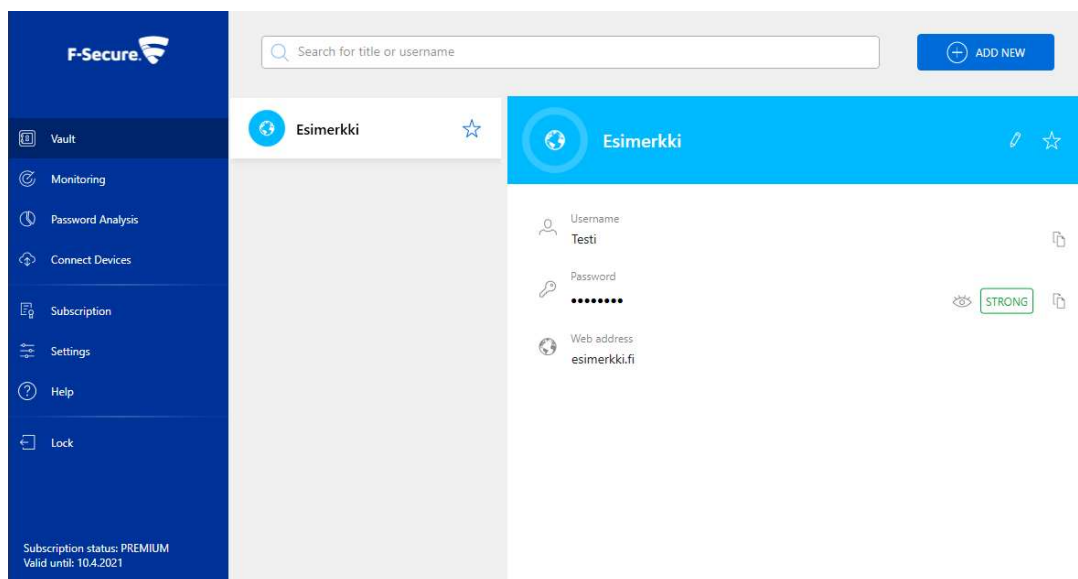 F-Secure
Search for title or username
ADD NEW
Vault
Monitoring
Password Analysis
Connect Devices
Subscription
Settings
Help
Lock
Subscription status: PREMIUM
Valid until: 10.4.2021
Esimerkki
Esimerkki
Username
Testi
Password
••••••••
STRONG
Web address
esimerkki.fi